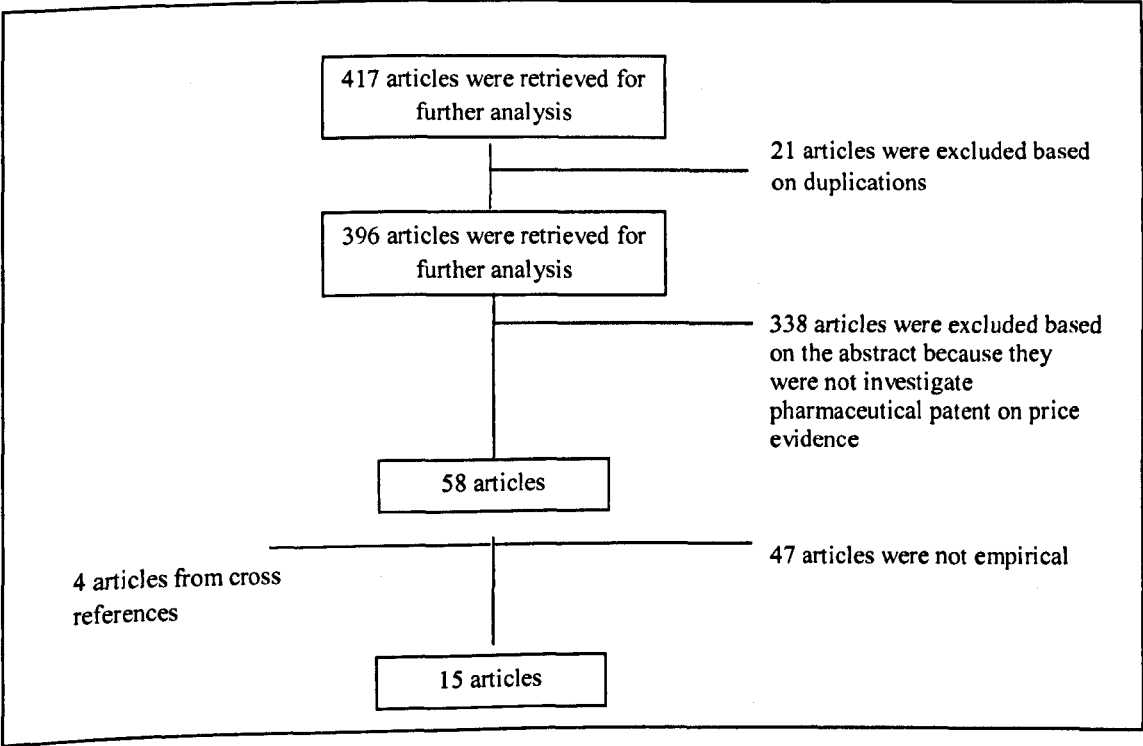 417 articles were retrieved for
further analysis
21 articles were excluded based
on duplications
396 articles were retrieved for
further analysis
338 articles were excluded based
on the abstract because they
were not investigate
pharmaceutical patent on price
evidence
58 articles
47 articles were not empirical
4 articles from cross
references
15 articles